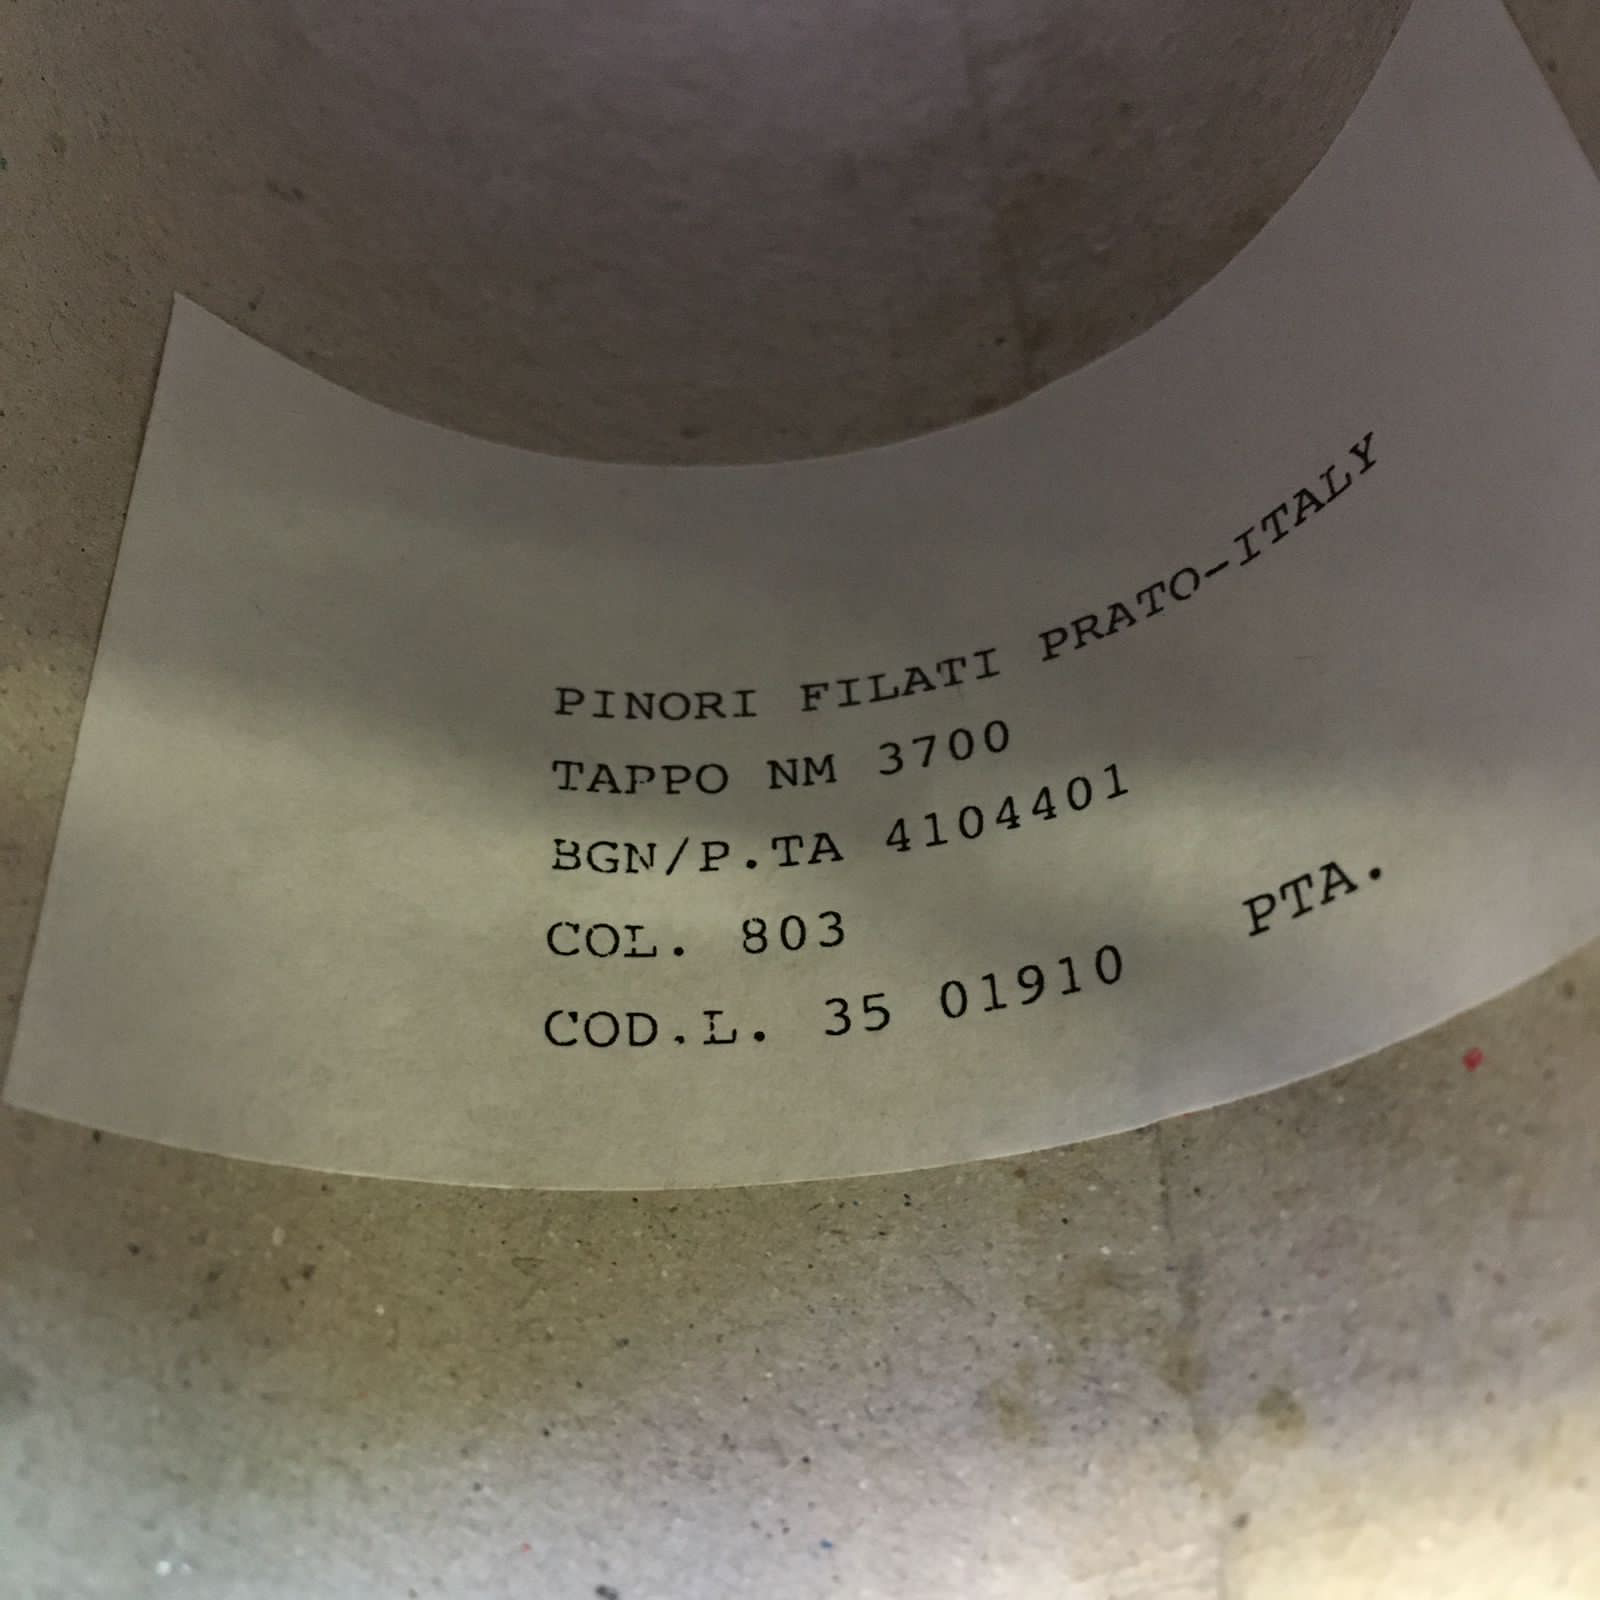 PINORI FILATI PRATO-ITALY
TAPPO NM 3700
BGN/P.TA 4104401
COL. 803
COD.L. 35 01910 PTA.